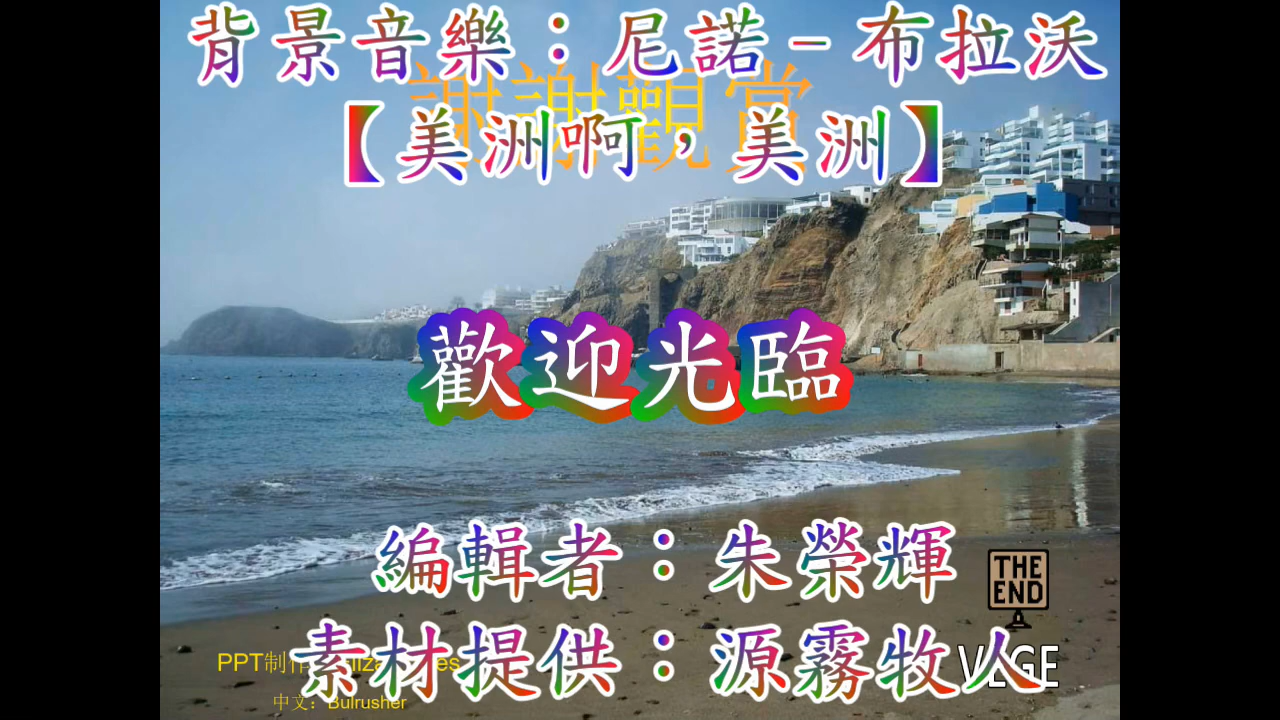 背景音樂：尼諾－布拉沃
謝謝觀賞
【美洲啊，美洲】
歡迎光臨
編輯者：朱榮輝
THE
END
素材提供：源霧牧人
PPT制作
中文：Bulrusher